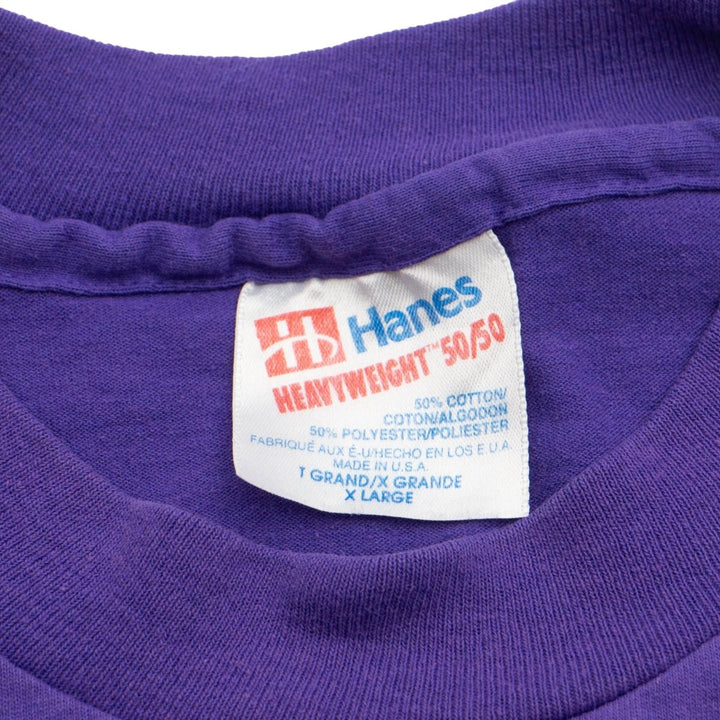 H Hanes
HEAVYWEIGHT™ 50/50
50% COTTON/
COTON/ALGODON
50% POLYESTER/POLIESTER
FABRIQUÉ AUX É-U/HECHO EN LOS E.U.A.
MADE IN U.S.A.
T GRAND/X GRANDE
X LARGE